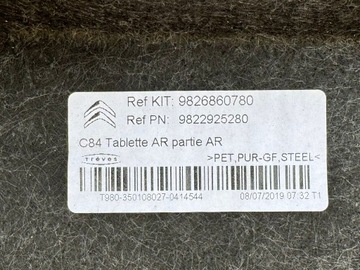 Ref KIT: 9826860780
Ref PN: 9822925280
C84 Tablette AR partie AR
Trèves
>PET,PUR-GF,STEEL<
T980-350108027-0414544
08/07/2019 07:32 T1